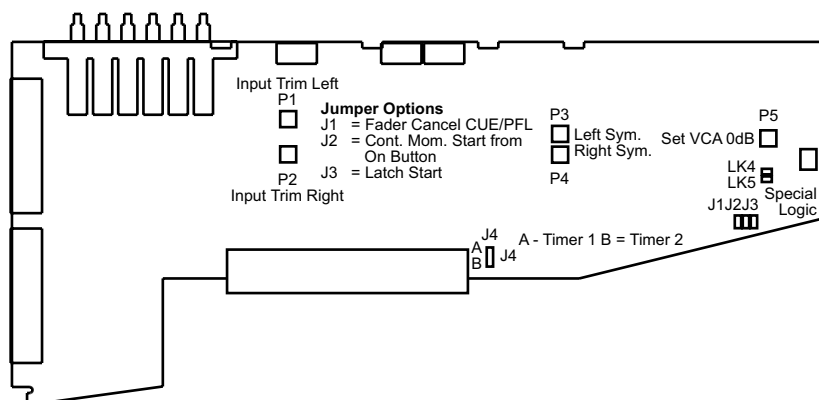 Input Trim Left
P1
Jumper Options
J1 = Fader Cancel CUE/PFL
J2 = Cont. Mom. Start from
On Button
J3 = Latch Start
P2
Input Trim Right
P3
Left Sym.
Right Sym.
P4
P5
Set VCA 0dB
LK4
LK5
Special
Logic
J1J2J3
J4
A - Timer 1 B = Timer 2
A
B
J4